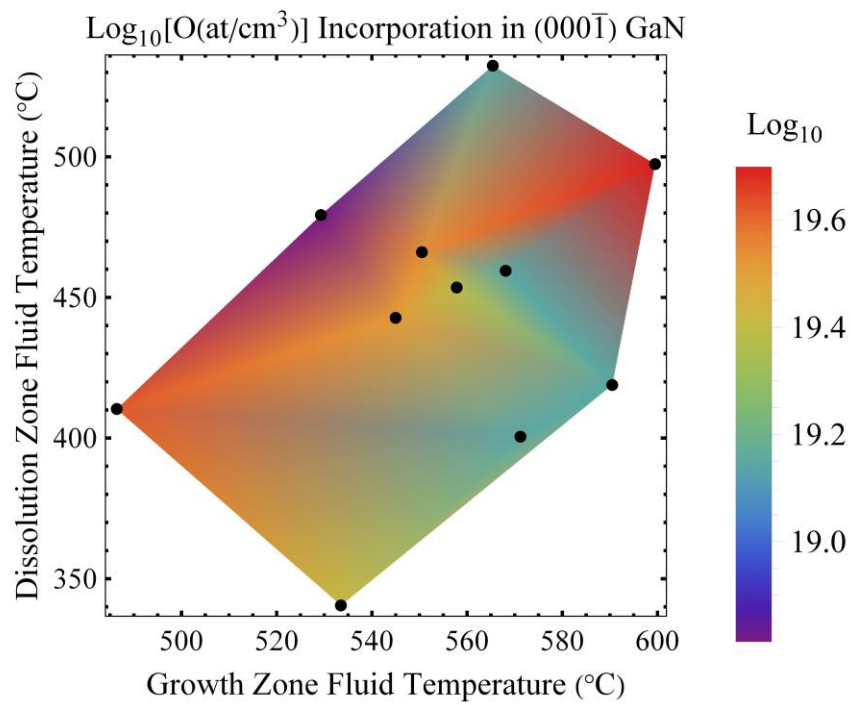 Log₁₀[O(at/cm³)] Incorporation in (0001̄) GaN
Dissolution Zone Fluid Temperature (°C)
500
450
400
350
500 520 540 560 580 600
Growth Zone Fluid Temperature (°C)
Log₁₀
19.6
19.4
19.2
19.0